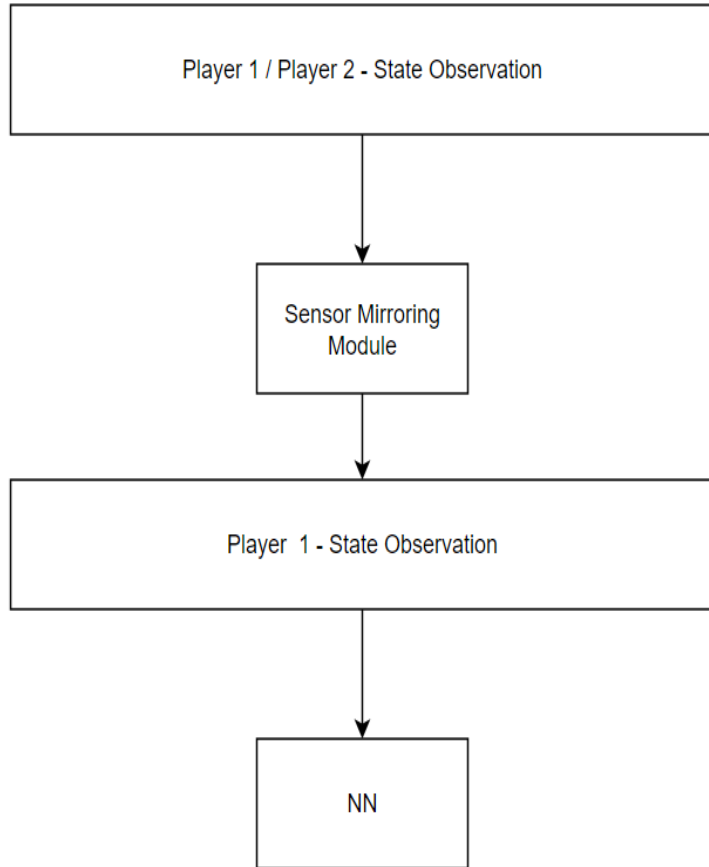 Player 1 / Player 2 - State Observation
Sensor Mirroring
Module
Player 1 - State Observation
NN